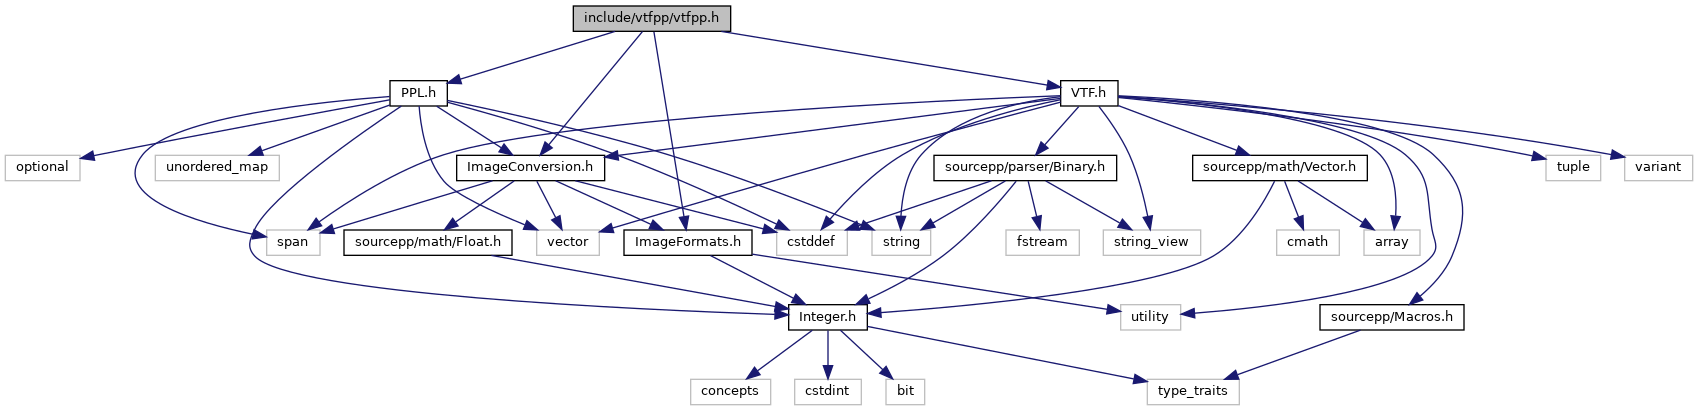 include/vtfpp/vtfpp.h
PPL.h
VTF.h
optional
unordered_map
ImageConversion.h
sourcepp/parser/Binary.h
sourcepp/math/Vector.h
tuple
variant
span
sourcepp/math/Float.h
vector
ImageFormats.h
cstddef
string
fstream
string_view
cmath
array
Integer.h
utility
sourcepp/Macros.h
concepts
cstdint
bit
type_traits